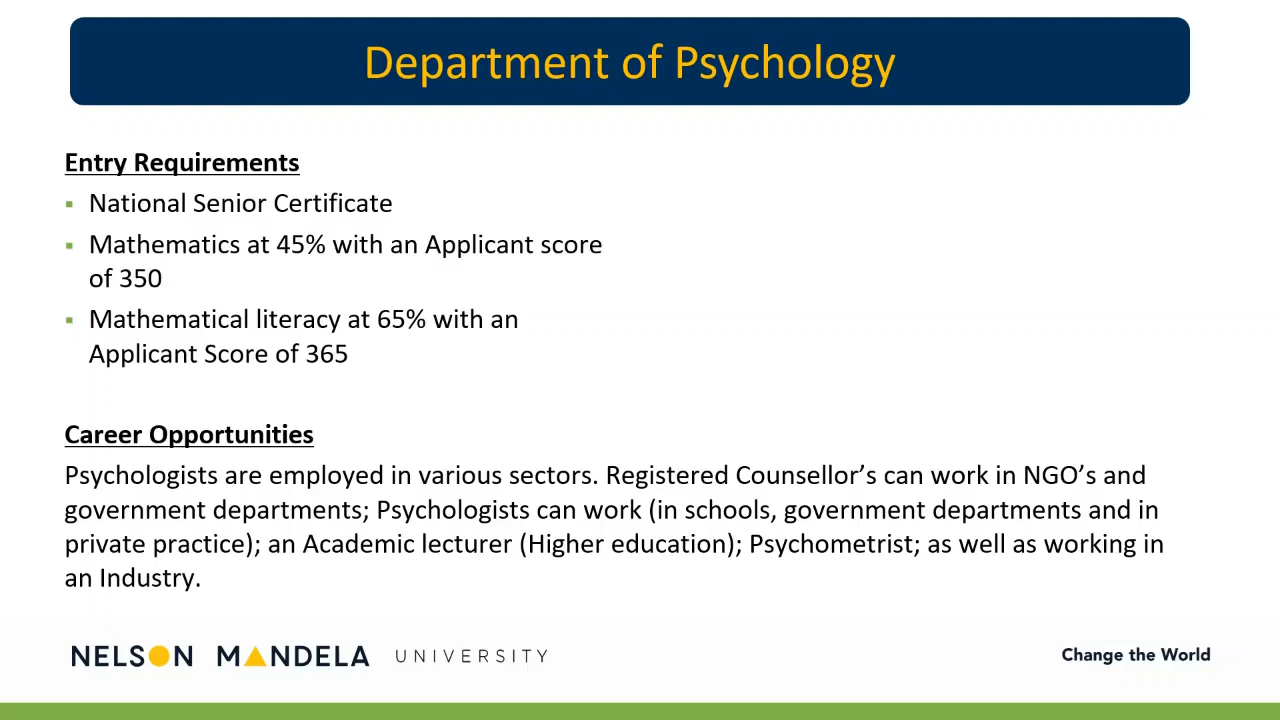 Department of Psychology
Entry Requirements
National Senior Certificate
Mathematics at 45% with an Applicant score
of 350
Mathematical literacy at 65% with an
Applicant Score of 365
Career Opportunities
Psychologists are employed in various sectors. Registered Counsellor’s can work in NGO’s and
government departments; Psychologists can work (in schools, government departments and in
private practice); an Academic lecturer (Higher education); Psychometrist; as well as working in
an Industry.
NELSON MANDELA UNIVERSITY
Change the World